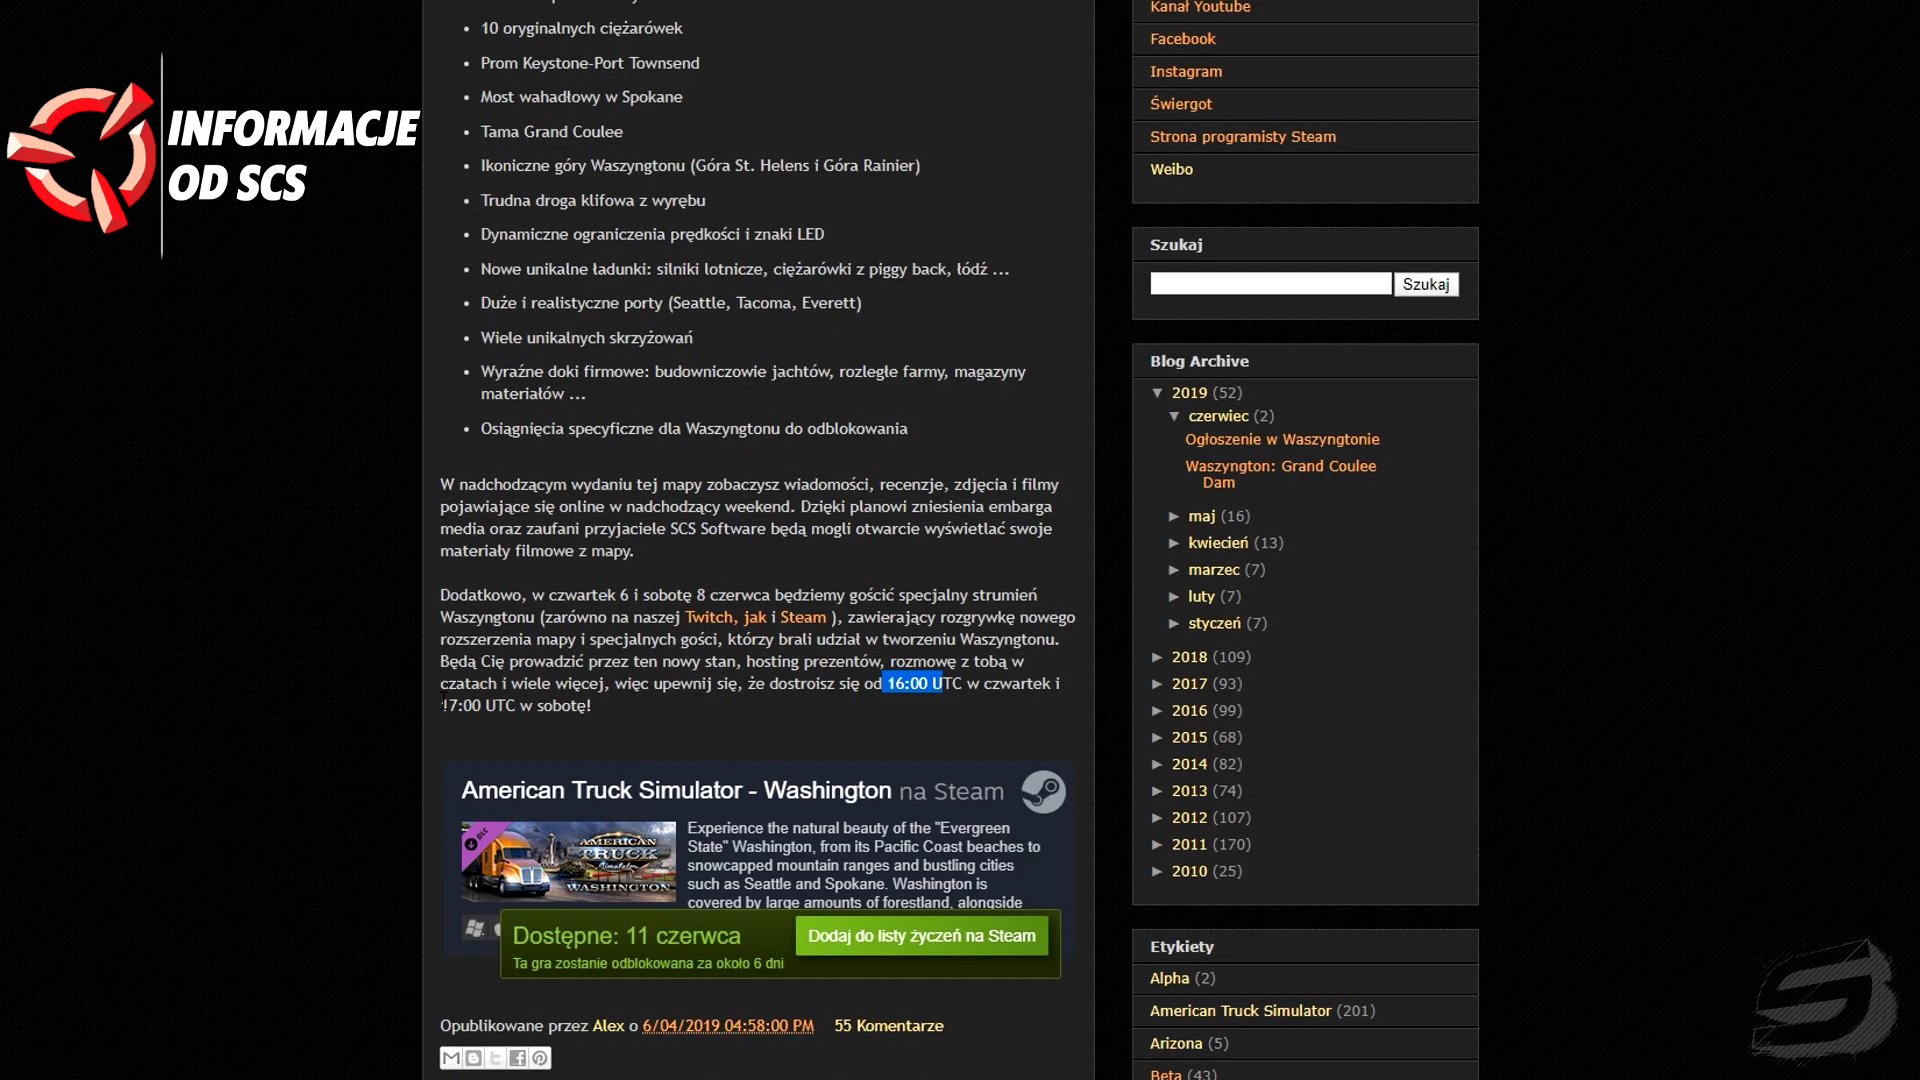 INFORMACJE
OD SCS
10 oryginalnych ciężarówek
Prom Keystone-Port Townsend
Most wahadłowy w Spokane
Tama Grand Coulee
Ikoniczne góry Waszyngtonu (Góra St. Helens i Góra Rainier)
Trudna droga klifowa z wyrębu
Dynamiczne ograniczenia prędkości i znaki LED
Nowe unikalne ładunki: silniki lotnicze, ciężarówki z piggy back, łódź ...
Duże i realistyczne porty (Seattle, Tacoma, Everett)
Wiele unikalnych skrzyżowań
Wyraźne doki firmowe: budowniczowie jachtów, rozległe farmy, magazyny
materiałów ...
Osiągnięcia specyficzne dla Waszyngtonu do odblokowania
W nadchodzącym wydaniu tej mapy zobaczysz wiadomości, recenzje, zdjęcia i filmy
pojawiające się online w nadchodzący weekend. Dzięki planowi zniesienia embarga
media oraz zaufani przyjaciele SCS Software będą mogli otwarcie wyświetlać swoje
materiały filmowe z mapy.
Dodatkowo, w czwartek 6 i sobotę 8 czerwca będziemy gościć specjalny strumień
Waszyngtonu (zarówno na naszej Twitch, jak i Steam ), zawierający rozgrywkę nowego
rozszerzenia mapy i specjalnych gości, którzy brali udział w tworzeniu Waszyngtonu.
Będą Cię prowadzić przez ten nowy stan, hosting prezentów, rozmowę z tobą w
czatach i wiele więcej, więc upewnij się, że dostroisz się od 16:00 UTC w czwartek i
17:00 UTC w sobotę!
American Truck Simulator - Washington na Steam
AMERICAN
TRUCK
Simulator
WASHINGTON
DLC
Experience the natural beauty of the "Evergreen
State" Washington, from its Pacific Coast beaches to
snowcapped mountain ranges and bustling cities
such as Seattle and Spokane. Washington is
covered by large amounts of forestland, alongside
Dostępne: 11 czerwca
Ta gra zostanie odblokowana za około 6 dni
Dodaj do listy życzeń na Steam
Opublikowane przez Alex o 6/04/2019 04:58:00 PM 55 Komentarze
Kanał Youtube
Facebook
Instagram
Świergot
Strona programisty Steam
Weibo
Szukaj
Szukaj
Blog Archive
▼ 2019 (52)
▼ czerwiec (2)
Ogłoszenie w Waszyngtonie
Waszyngton: Grand Coulee
Dam
► maj (16)
► kwiecień (13)
► marzec (7)
► luty (7)
► styczeń (7)
► 2018 (109)
► 2017 (93)
► 2016 (99)
► 2015 (68)
► 2014 (82)
► 2013 (74)
► 2012 (107)
► 2011 (170)
► 2010 (25)
Etykiety
Alpha (2)
American Truck Simulator (201)
Arizona (5)
Beta (43)